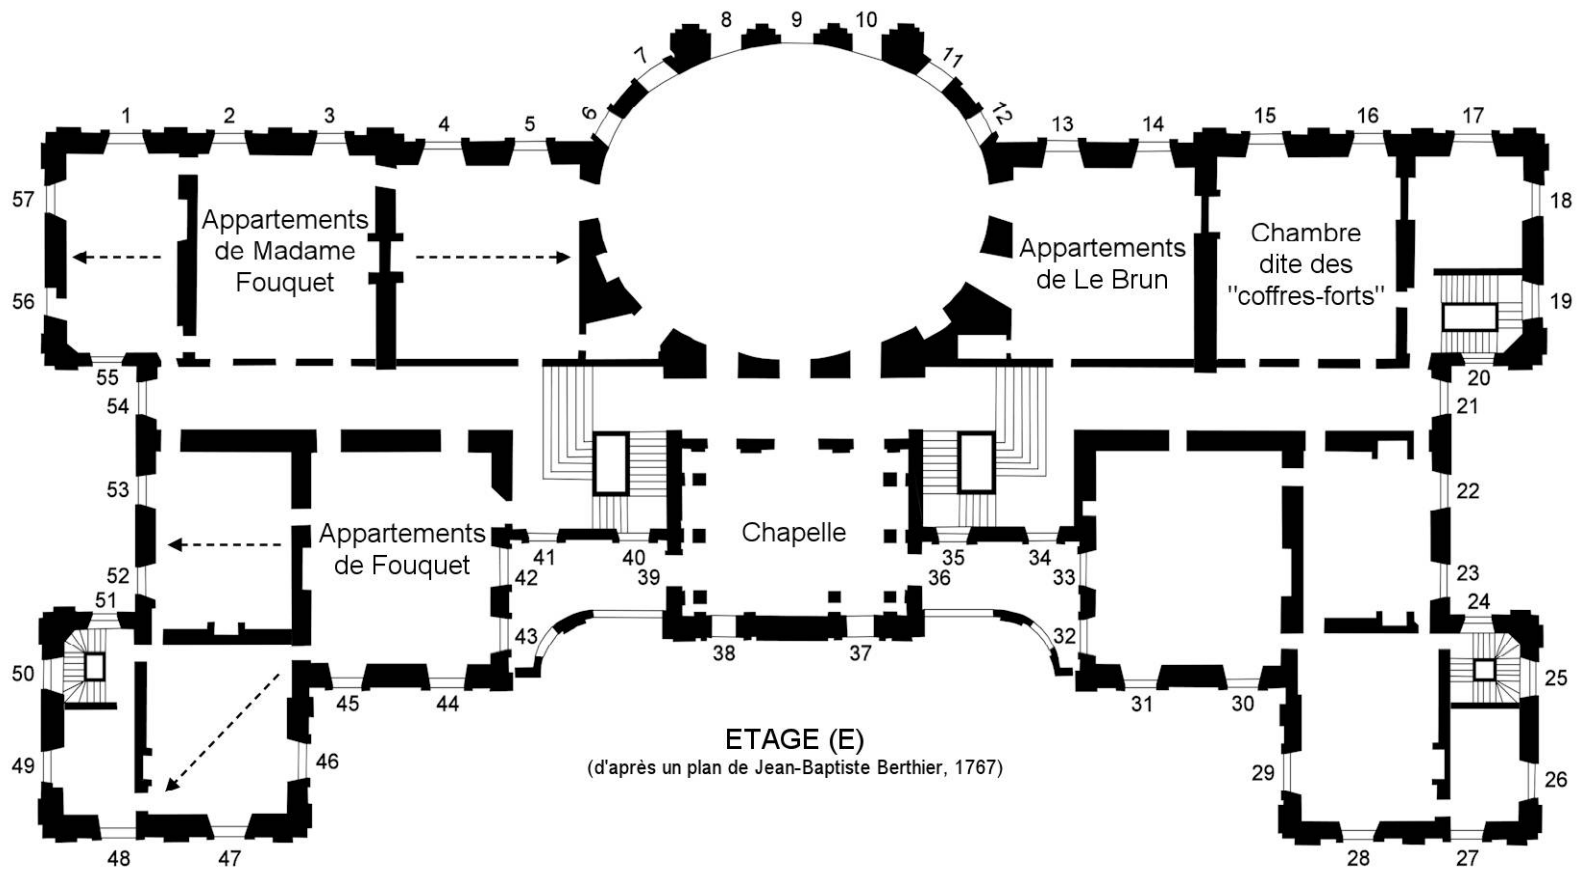 8 9 10
7 11
6 12
1 2 3 4 5 13 14 15 16 17
57 18
Appartements
de Madame
Fouquet
Appartements
de Le Brun
Chambre
dite des
"coffres-forts"
56 19
55 20
54 21
53 22
Appartements
de Fouquet
Chapelle
41 40 35 34
52 42 39 36 33 23
51 24
43 32
38 37
50 25
45 44 31 30
ETAGE (E)
(d'après un plan de Jean-Baptiste Berthier, 1767)
49 46 29 26
48 47 28 27